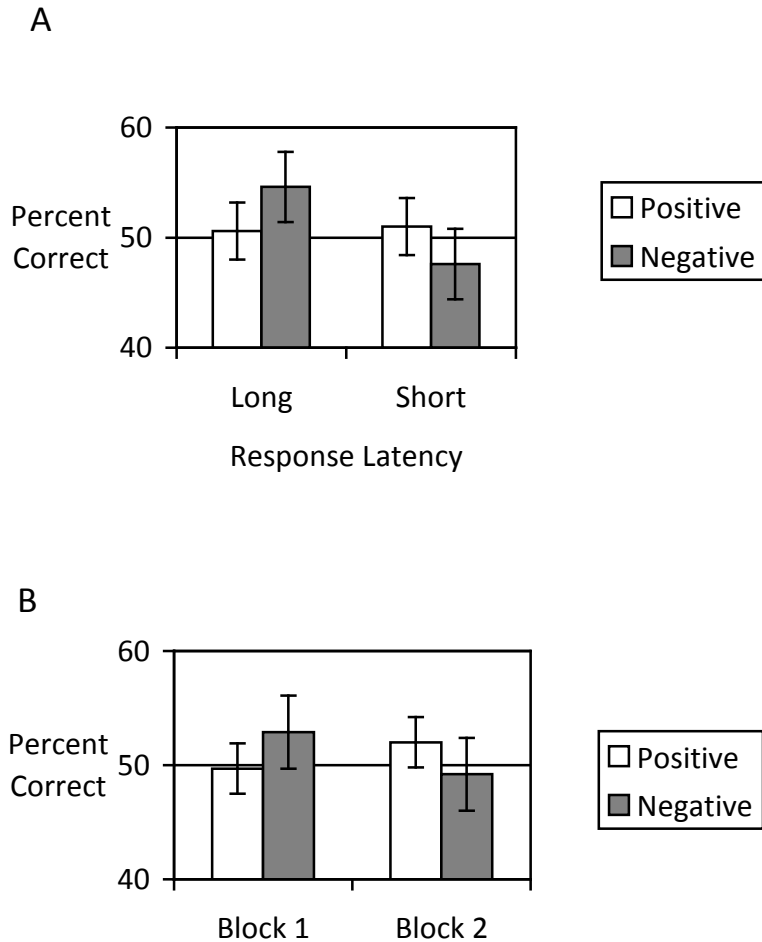 A
60
50
40
Percent
Correct
Long Short
Response Latency
Positive
Negative
B
60
50
40
Percent
Correct
Block 1 Block 2
Positive
Negative